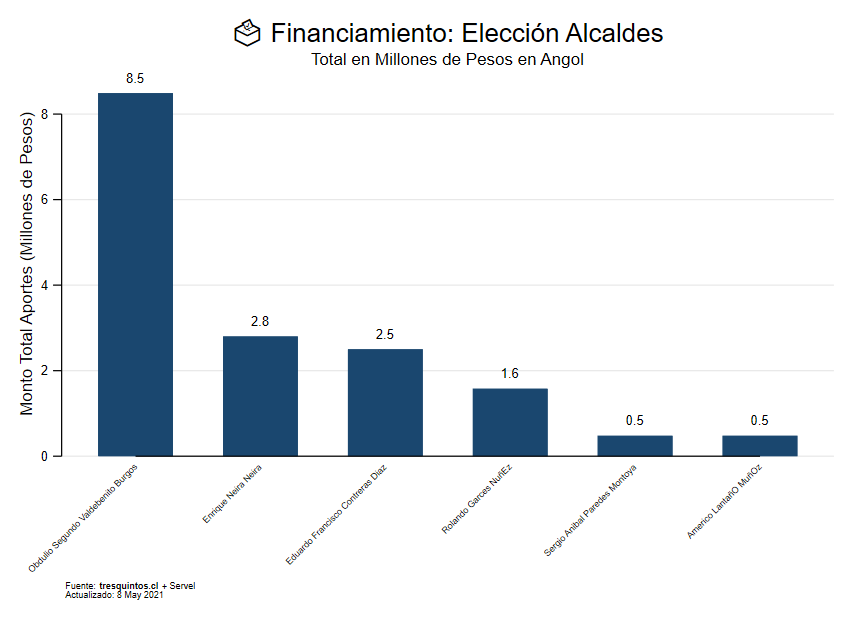 Financiamiento: Elección Alcaldes
Total en Millones de Pesos en Angol
Monto Total Aportes (Millones de Pesos)
8
6
4
2
0
8.5
2.8
2.5
1.6
0.5
0.5
Obdulio Segundo Valdebenito Burgos
Enrique Neira Neira
Eduardo Francisco Contreras Diaz
Rolando Garces NuñEz
Sergio Anibal Paredes Montoya
Americo LantañO MuñOz
Fuente: tresquintos.cl + Servel
Actualizado: 8 May 2021